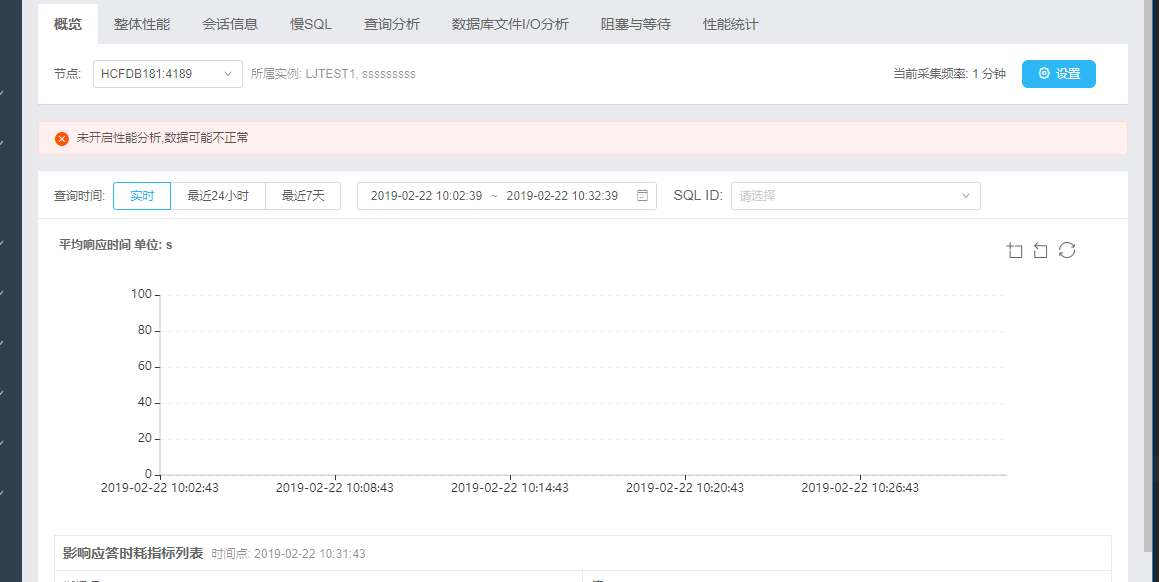 概览 整体性能 会话信息 慢SQL 查询分析 数据库文件I/O分析 阻塞与等待 性能统计
节点: HCFDB181:4189 所属实例: LJTEST1, sssssssss 当前采集频率: 1 分钟 设置
未开启性能分析,数据可能不正常
查询时间: 实时 最近24小时 最近7天 2019-02-22 10:02:39 ~ 2019-02-22 10:32:39 SQL ID: 请选择
平均响应时间 单位: s
100
80
60
40
20
0
2019-02-22 10:02:43 2019-02-22 10:08:43 2019-02-22 10:14:43 2019-02-22 10:20:43 2019-02-22 10:26:43
影响应答时耗指标列表 时间点: 2019-02-22 10:31:43